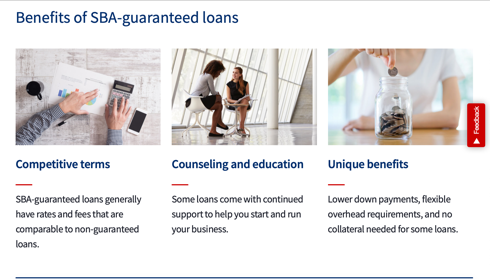 Benefits of SBA-guaranteed loans
Competitive terms
SBA-guaranteed loans generally
have rates and fees that are
comparable to non-guaranteed
loans.
Counseling and education
Some loans come with continued
support to help you start and run
your business.
Unique benefits
Lower down payments, flexible
overhead requirements, and no
collateral needed for some loans.
Feedback